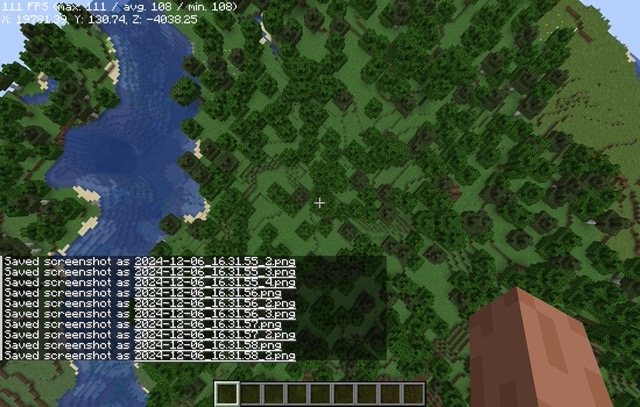 111 FPS (max. 111 / avg. 108 / min. 108)
X: 19791.39, Y: 130.74, Z: -4038.25
Saved screenshot as 2024-12-06_16.31.55_2.png
Saved screenshot as 2024-12-06_16.31.55_3.png
Saved screenshot as 2024-12-06_16.31.55_4.png
Saved screenshot as 2024-12-06_16.31.56.png
Saved screenshot as 2024-12-06_16.31.56_2.png
Saved screenshot as 2024-12-06_16.31.56_3.png
Saved screenshot as 2024-12-06_16.31.57.png
Saved screenshot as 2024-12-06_16.31.57_2.png
Saved screenshot as 2024-12-06_16.31.58.png
Saved screenshot as 2024-12-06_16.31.58_2.png